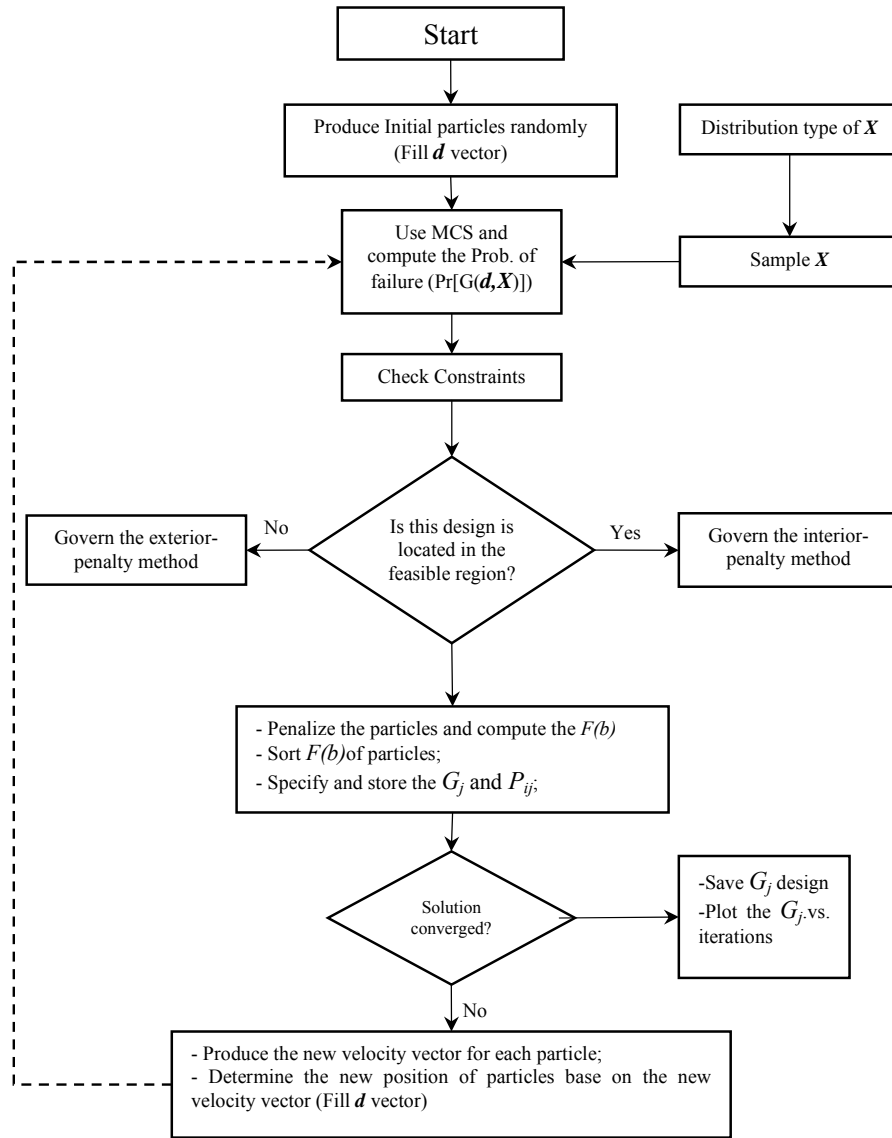 Start
Produce Initial particles randomly
(Fill d vector)
Distribution type of X
Use MCS and
compute the Prob. of
failure (Pr[G(d,X)])
Sample X
Check Constraints
Is this design is
located in the
feasible region?
No
Govern the exterior-
penalty method
Yes
Govern the interior-
penalty method
- Penalize the particles and compute the F(b)
- Sort F(b)of particles;
- Specify and store the Gj and Pij;
Solution
converged?
-Save Gj design
-Plot the Gj.vs.
iterations
No
- Produce the new velocity vector for each particle;
- Determine the new position of particles base on the new
velocity vector (Fill d vector)